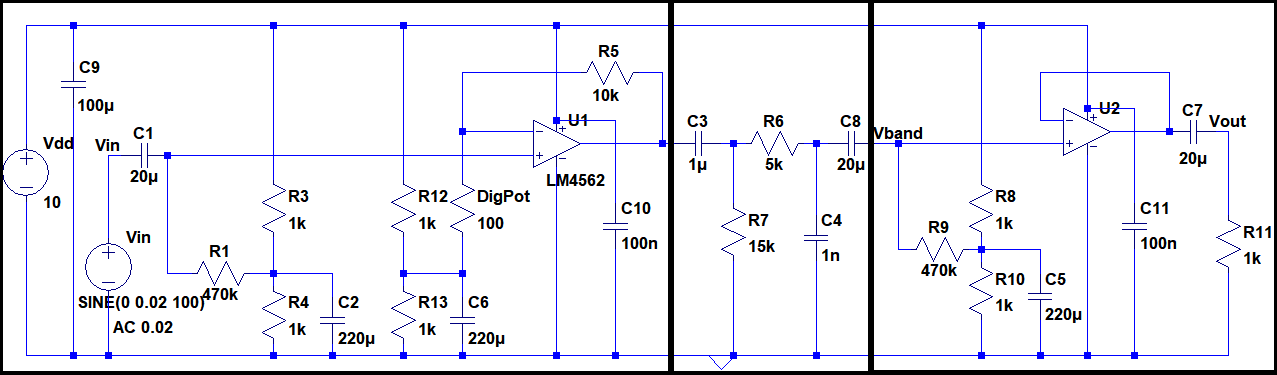 C9
100µ
Vdd
10
Vin
C1
20µ
Vin
SINE(0 0.02 100)
AC 0.02
R1
470k
R3
1k
R4
1k
C2
220µ
R12
1k
R13
1k
DigPot
100
C6
220µ
R5
10k
U1
LM4562
C10
100n
C3
1µ
R6
5k
C8
20µ
R7
15k
C4
1n
Vband
R9
470k
R8
1k
R10
1k
C5
220µ
U2
C11
100n
C7
20µ
Vout
R11
1k